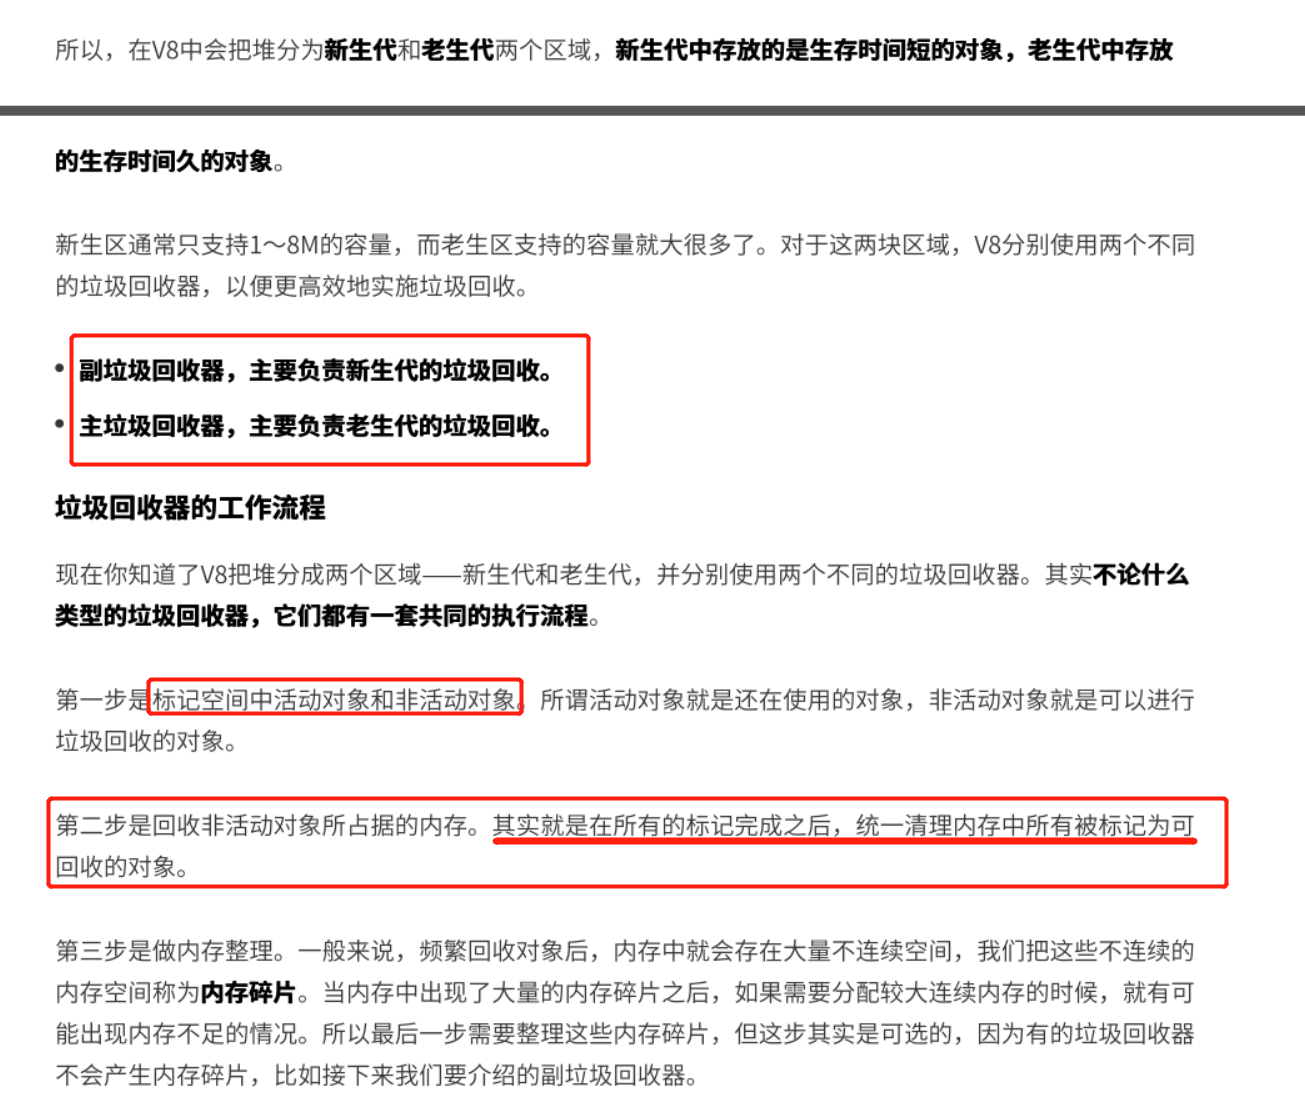 所以，在V8中会把堆分为新生代和老生代两个区域，新生代中存放的是生存时间短的对象，老生代中存放
的生存时间久的对象。
新生区通常只支持1～8M的容量，而老生区支持的容量就大很多了。对于这两块区域，V8分别使用两个不同
的垃圾回收器，以便更高效地实施垃圾回收。
• 副垃圾回收器，主要负责新生代的垃圾回收。
• 主垃圾回收器，主要负责老生代的垃圾回收。
垃圾回收器的工作流程
现在你知道了V8把堆分成两个区域——新生代和老生代，并分别使用两个不同的垃圾回收器。其实不论什么
类型的垃圾回收器，它们都有一套共同的执行流程。
第一步是标记空间中活动对象和非活动对象。所谓活动对象就是还在使用的对象，非活动对象就是可以进行
垃圾回收的对象。
第二步是回收非活动对象所占据的内存。其实就是在所有的标记完成之后，统一清理内存中所有被标记为可
回收的对象。
第三步是做内存整理。一般来说，频繁回收对象后，内存中就会存在大量不连续空间，我们把这些不连续的
内存空间称为内存碎片。当内存中出现了大量的内存碎片之后，如果需要分配较大连续内存的时候，就有可
能出现内存不足的情况。所以最后一步需要整理这些内存碎片，但这步其实是可选的，因为有的垃圾回收器
不会产生内存碎片，比如接下来我们要介绍的副垃圾回收器。